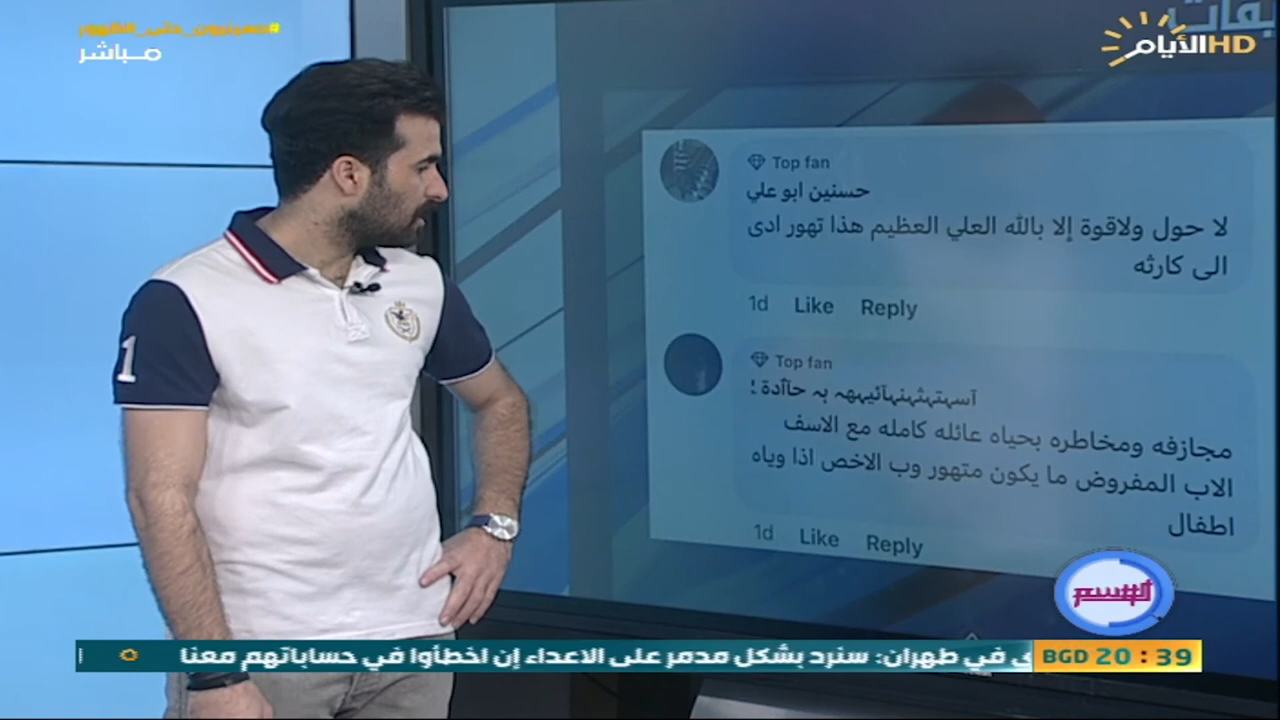 مباشر
الأيام HD
Top fan
حسنين ابو علي
لا حول ولاقوة إلا بالله العلي العظيم هذا تهور ادى
الى كارثه
1d Like Reply
Top fan
مجازفه ومخاطره بحياه عائله كامله مع الاسف
الاب المفروض ما يكون متهور وب الاخص اذا وياه
اطفال
1d Like Reply
1
في طهران: سنرد بشكل مدمر على الاعداء إن اخطأوا في حساباتهم معنا
BGD 20:39